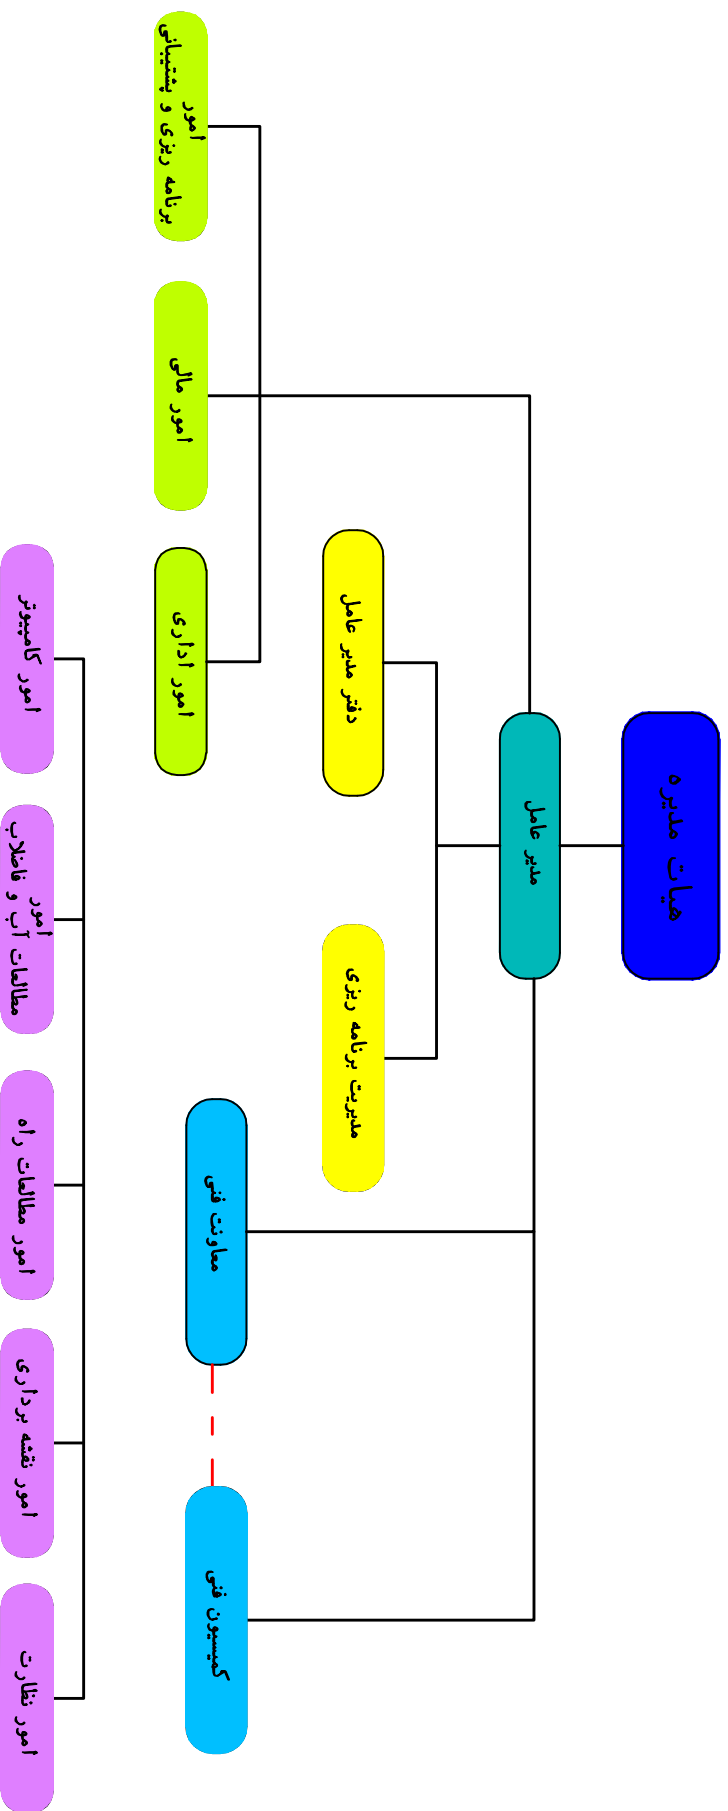 هیات مدیره
مدیر عامل
دفتر مدیر عامل
مدیریت برنامه ریزی
معاونت فنی
کمیسیون فنی
امور
برنامه ریزی و پشتیبانی
امور مالی
امور اداری
امور کامپیوتر
امور
مطالعات آب و فاضلاب
امور مطالعات راه
امور نقشه برداری
امور نظارت